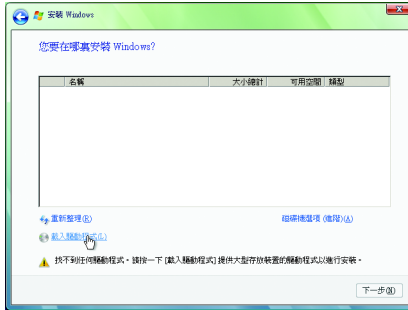 安裝 Windows
您要在哪裏安裝 Windows?
名稱 大小總計 可用空間 類型
重新整理(R) 磁碟機選項 (進階)(A)
載入驅動程式(L)
找不到任何驅動程式。請按一下 [載入驅動程式] 提供大型存放裝置的驅動程式以進行安裝。
下一步(N)